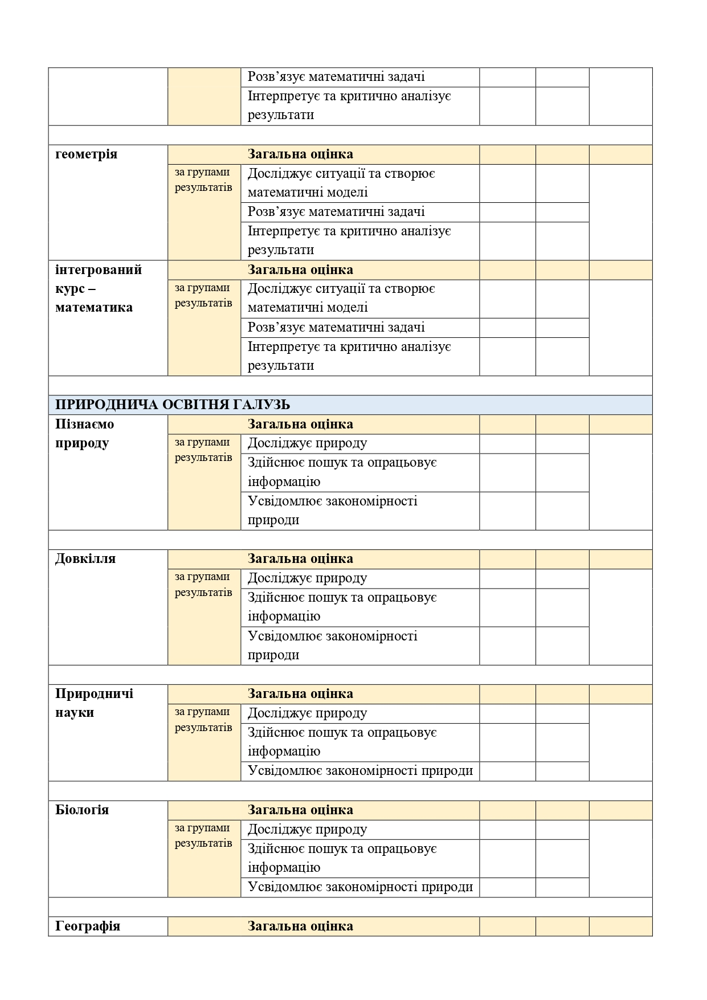 Розв’язує математичні задачі
Інтерпретує та критично аналізує
результати
геометрія
Загальна оцінка
за групами
результатів
Досліджує ситуації та створює
математичні моделі
Розв’язує математичні задачі
Інтерпретує та критично аналізує
результати
інтегрований
курс –
математика
Загальна оцінка
за групами
результатів
Досліджує ситуації та створює
математичні моделі
Розв’язує математичні задачі
Інтерпретує та критично аналізує
результати
ПРИРОДНИЧА ОСВІТНЯ ГАЛУЗЬ
Пізнаємо
природу
Загальна оцінка
за групами
результатів
Досліджує природу
Здійснює пошук та опрацьовує
інформацію
Усвідомлює закономірності
природи
Довкілля
Загальна оцінка
за групами
результатів
Досліджує природу
Здійснює пошук та опрацьовує
інформацію
Усвідомлює закономірності
природи
Природничі
науки
Загальна оцінка
за групами
результатів
Досліджує природу
Здійснює пошук та опрацьовує
інформацію
Усвідомлює закономірності природи
Біологія
Загальна оцінка
за групами
результатів
Досліджує природу
Здійснює пошук та опрацьовує
інформацію
Усвідомлює закономірності природи
Географія
Загальна оцінка